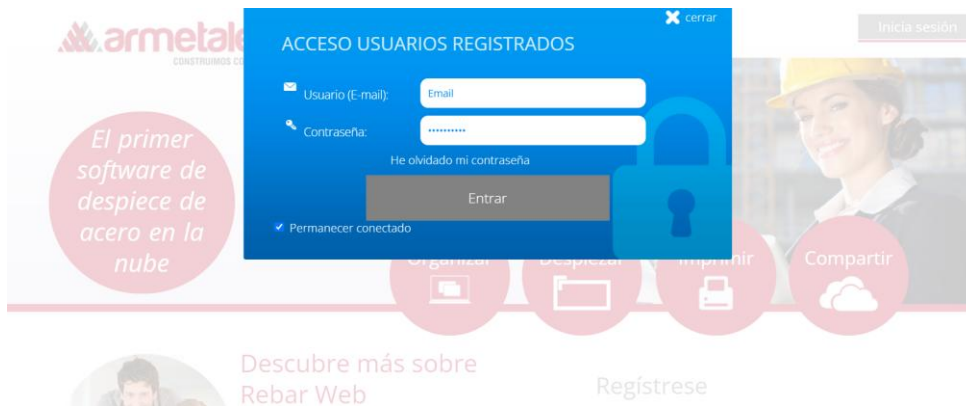 armetal
CONSTRUIMOS
Inicia sesión
cerrar
ACCESO USUARIOS REGISTRADOS
Usuario (E-mail):
Email
Contraseña:
••••••••••
He olvidado mi contraseña
Entrar
Permanecer conectado
El primer
software de
despiece de
acero en la
nube
Organizar
Despiezar
Imprimir
Compartir
Descubre más sobre
Rebar Web
Regístrese